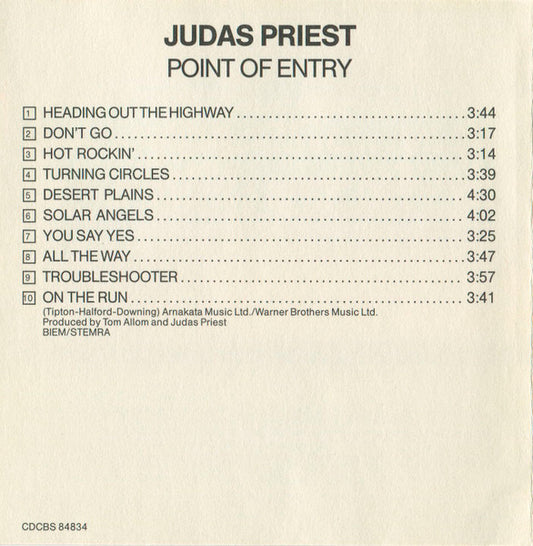 JUDAS PRIEST
POINT OF ENTRY
1 HEADING OUT THE HIGHWAY 3:44
2 DON'T GO 3:17
3 HOT ROCKIN' 3:14
4 TURNING CIRCLES 3:39
5 DESERT PLAINS 4:30
6 SOLAR ANGELS 4:02
7 YOU SAY YES 3:25
8 ALL THE WAY 3:47
9 TROUBLESHOOTER 3:57
10 ON THE RUN 3:41
(Tipton-Halford-Downing) Arnakata Music Ltd./Warner Brothers Music Ltd.
Produced by Tom Allom and Judas Priest
BIEM/STEMRA
CDCBS 84834